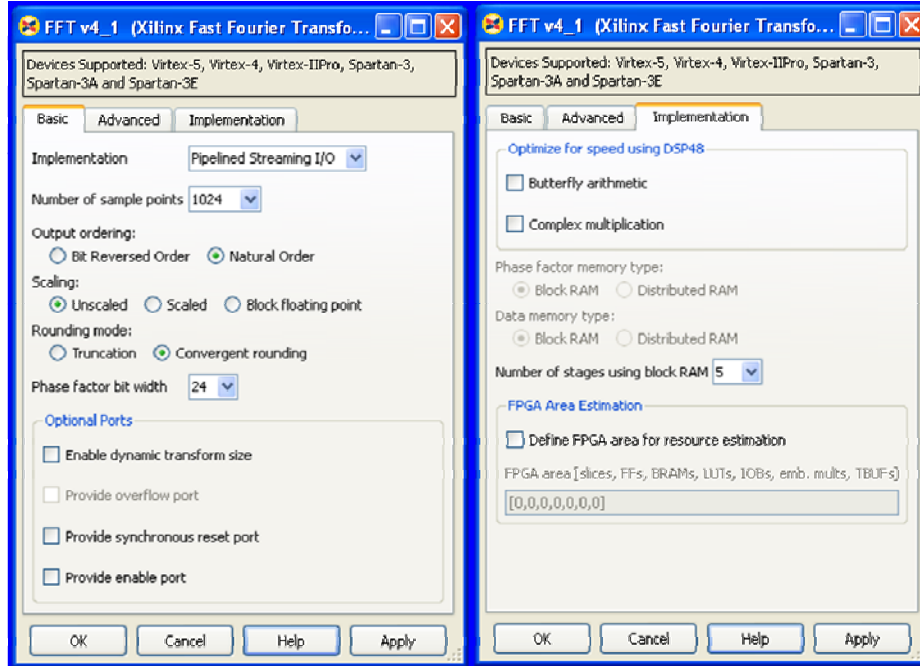 FFT v4_1 (Xilinx Fast Fourier Transfo...
Devices Supported: Virtex-5, Virtex-4, Virtex-IIPro, Spartan-3,
Spartan-3A and Spartan-3E
Basic Advanced Implementation
Implementation Pipelined Streaming I/O
Number of sample points 1024
Output ordering:
Bit Reversed Order Natural Order
Scaling:
Unscaled Scaled Block floating point
Rounding mode:
Truncation Convergent rounding
Phase factor bit width 24
Optional Ports
Enable dynamic transform size
Provide overflow port
Provide synchronous reset port
Provide enable port
OK Cancel Help Apply
FFT v4_1 (Xilinx Fast Fourier Transfo...
Devices Supported: Virtex-5, Virtex-4, Virtex-IIPro, Spartan-3,
Spartan-3A and Spartan-3E
Basic Advanced Implementation
Optimize for speed using DSP48
Butterfly arithmetic
Complex multiplication
Phase factor memory type:
Block RAM Distributed RAM
Data memory type:
Block RAM Distributed RAM
Number of stages using block RAM 5
FPGA Area Estimation
Define FPGA area for resource estimation
FPGA area [slices, FFs, BRAMs, LUTs, IOBs, emb. mults, TBUFs]
[0,0,0,0,0,0,0]
OK Cancel Help Apply